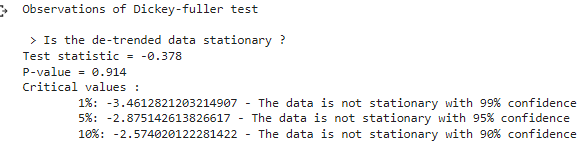 Observations of Dickey-fuller test
> Is the de-trended data stationary ?
Test statistic = -0.378
P-value = 0.914
Critical values :
1%: -3.4612821203214907 - The data is not stationary with 99% confidence
5%: -2.875142613826617 - The data is not stationary with 95% confidence
10%: -2.574020122281422 - The data is not stationary with 90% confidence